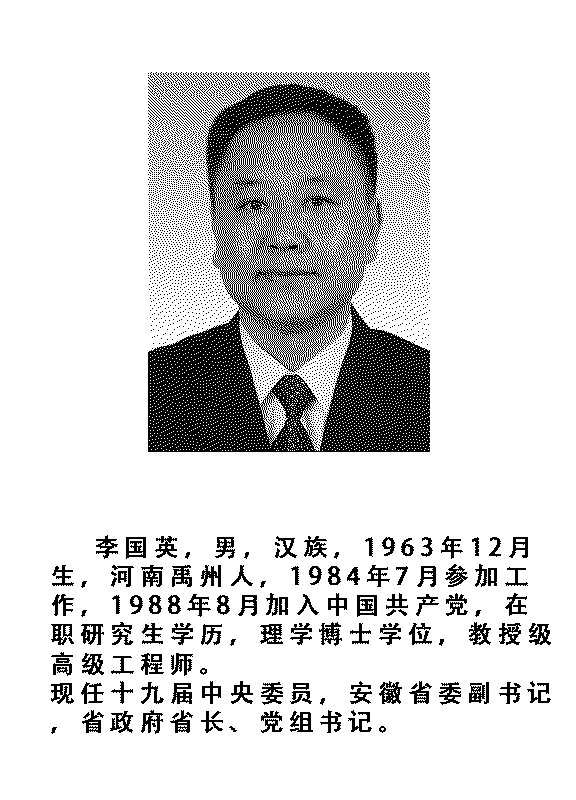 李国英，男，汉族，1963年12月
生，河南禹州人，1984年7月参加工
作，1988年8月加入中国共产党，在
职研究生学历，理学博士学位，教授级
高级工程师。
现任十九届中央委员，安徽省委副书记
，省政府省长、党组书记。